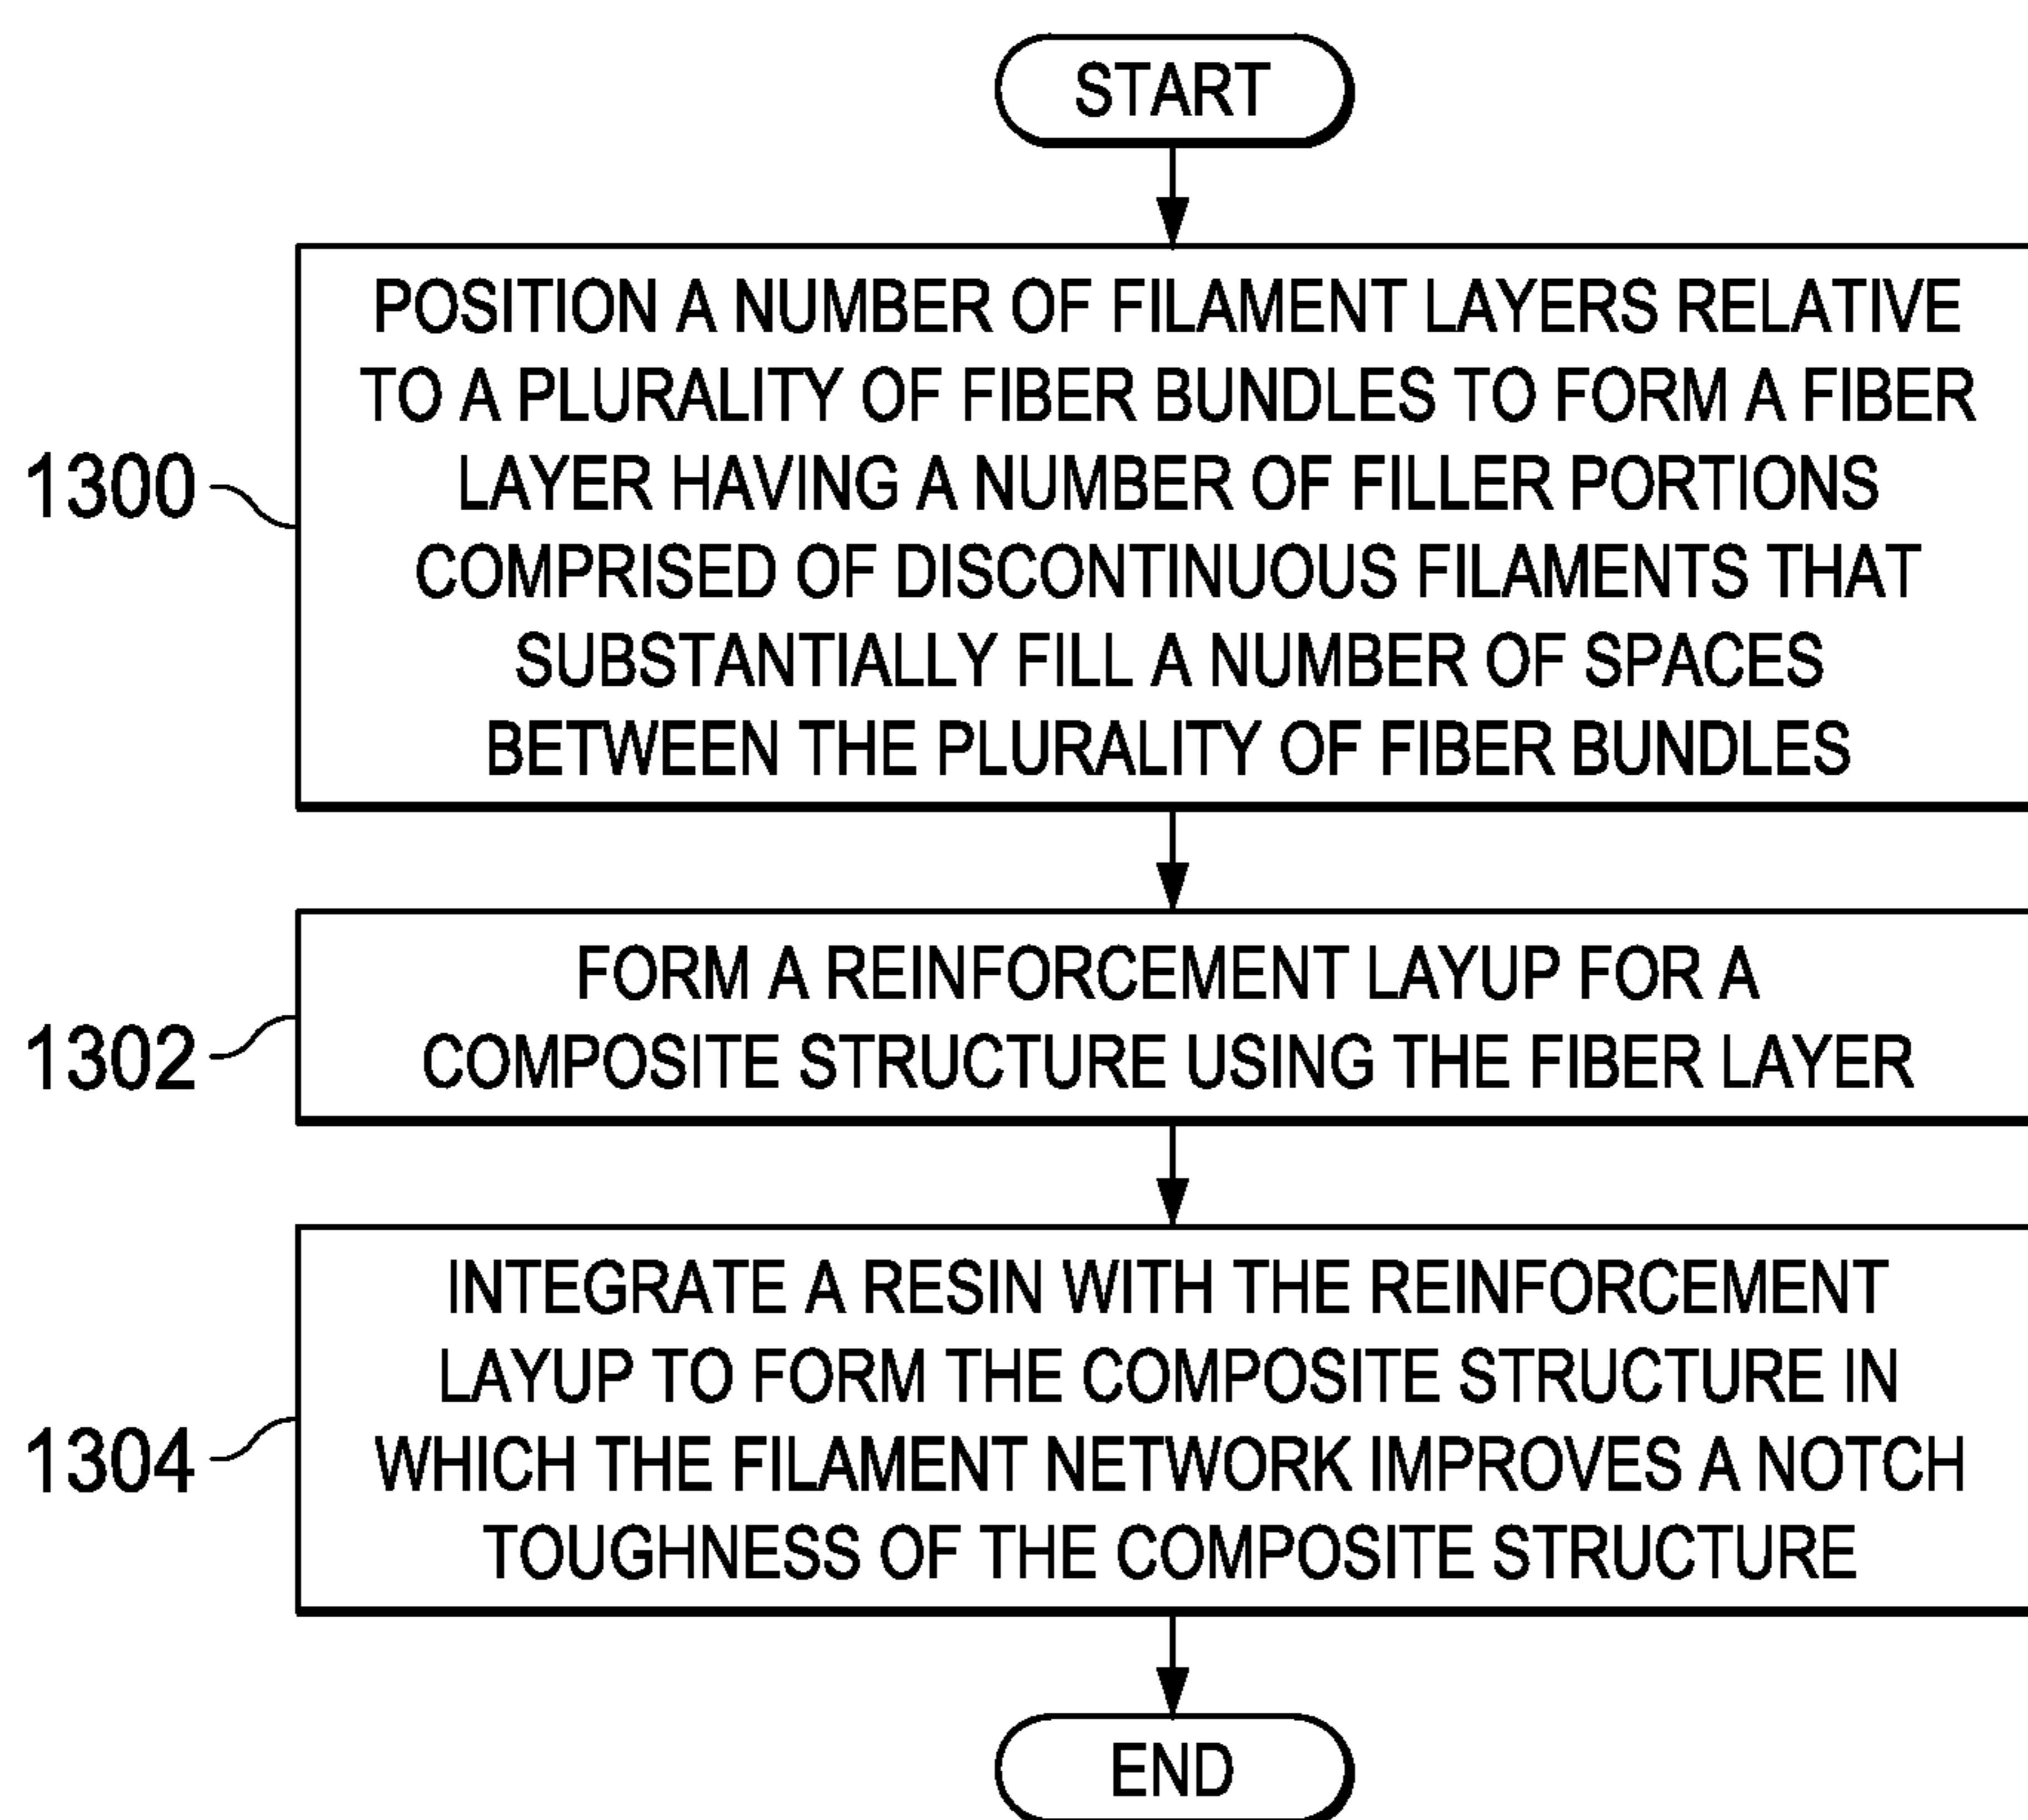 START
POSITION A NUMBER OF FILAMENT LAYERS RELATIVE
TO A PLURALITY OF FIBER BUNDLES TO FORM A FIBER
LAYER HAVING A NUMBER OF FILLER PORTIONS
COMPRISED OF DISCONTINUOUS FILAMENTS THAT
SUBSTANTIALLY FILL A NUMBER OF SPACES
BETWEEN THE PLURALITY OF FIBER BUNDLES
1300
FORM A REINFORCEMENT LAYUP FOR A
COMPOSITE STRUCTURE USING THE FIBER LAYER
1302
INTEGRATE A RESIN WITH THE REINFORCEMENT
LAYUP TO FORM THE COMPOSITE STRUCTURE IN
WHICH THE FILAMENT NETWORK IMPROVES A NOTCH
TOUGHNESS OF THE COMPOSITE STRUCTURE
1304
END